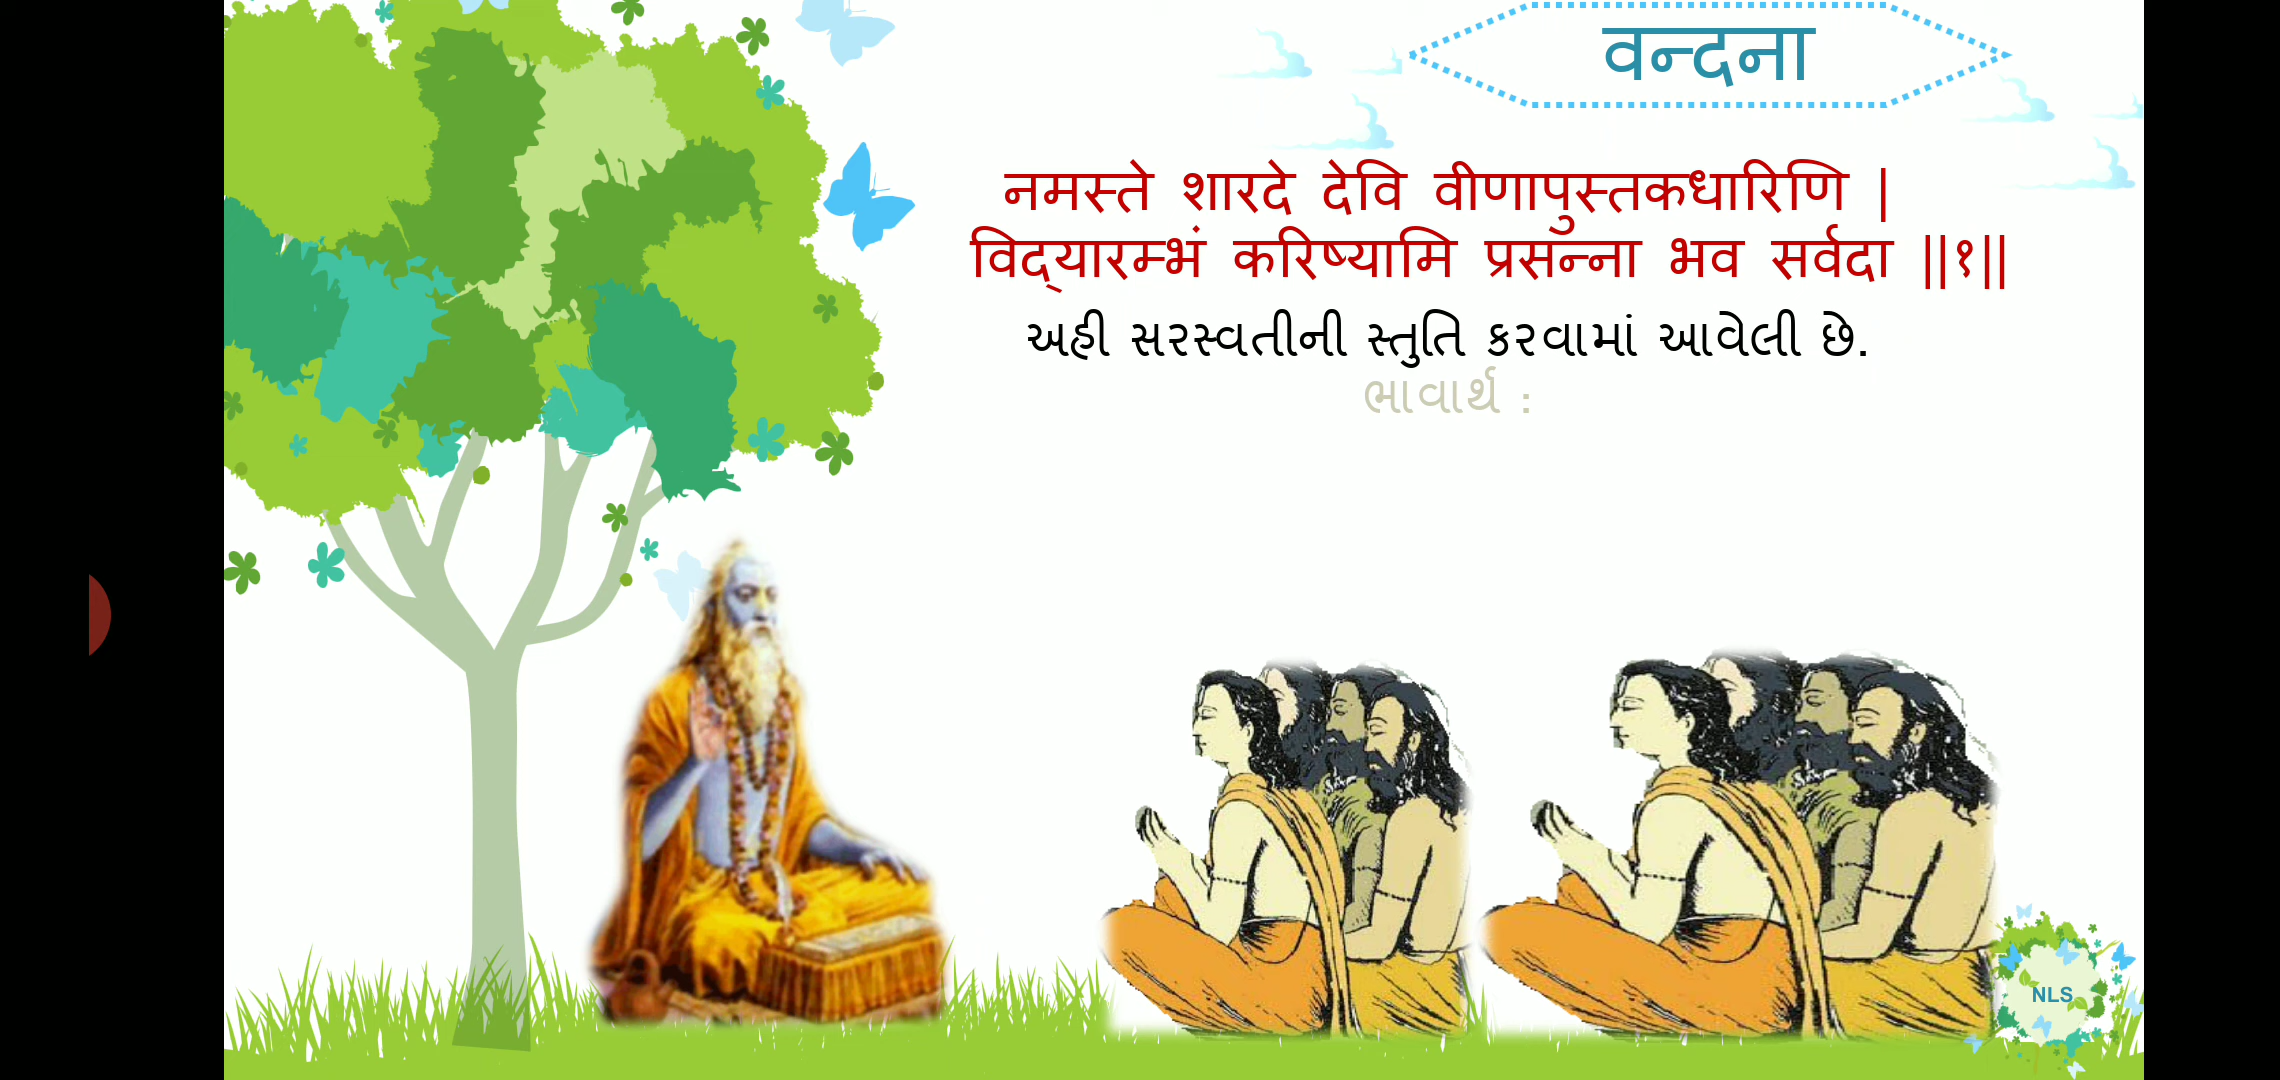 वन्दना
नमस्ते शारदे देवि वीणापुस्तकधारिणि |
विद्‌यारम्भं करिष्यामि प्रसन्ना भव सर्वदा ||१||
અહી સરસ્વતીની સ્તુતિ કરવામાં આવેલી છે.
ભાવાર્થ :
NLS